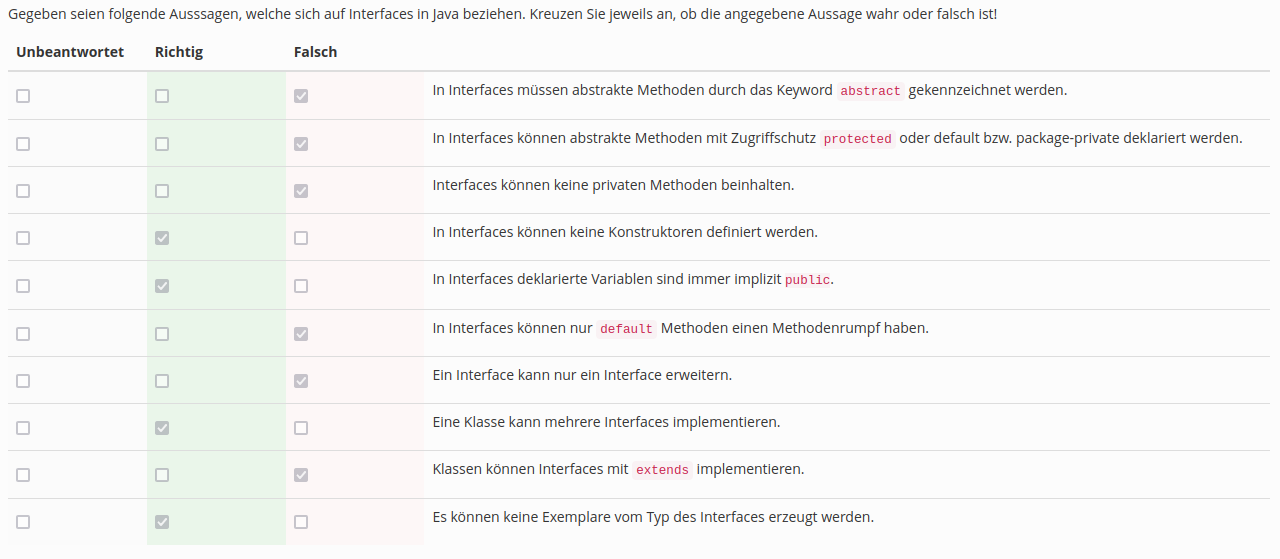 Gegeben seien folgende Ausssagen, welche sich auf Interfaces in Java beziehen. Kreuzen Sie jeweils an, ob die angegebene Aussage wahr oder falsch ist!
Unbeantwortet Richtig Falsch
In Interfaces müssen abstrakte Methoden durch das Keyword abstract gekennzeichnet werden.
In Interfaces können abstrakte Methoden mit Zugriffschutz protected oder default bzw. package-private deklariert werden.
Interfaces können keine privaten Methoden beinhalten.
In Interfaces können keine Konstruktoren definiert werden.
In Interfaces deklarierte Variablen sind immer implizit public.
In Interfaces können nur default Methoden einen Methodenrumpf haben.
Ein Interface kann nur ein Interface erweitern.
Eine Klasse kann mehrere Interfaces implementieren.
Klassen können Interfaces mit extends implementieren.
Es können keine Exemplare vom Typ des Interfaces erzeugt werden.